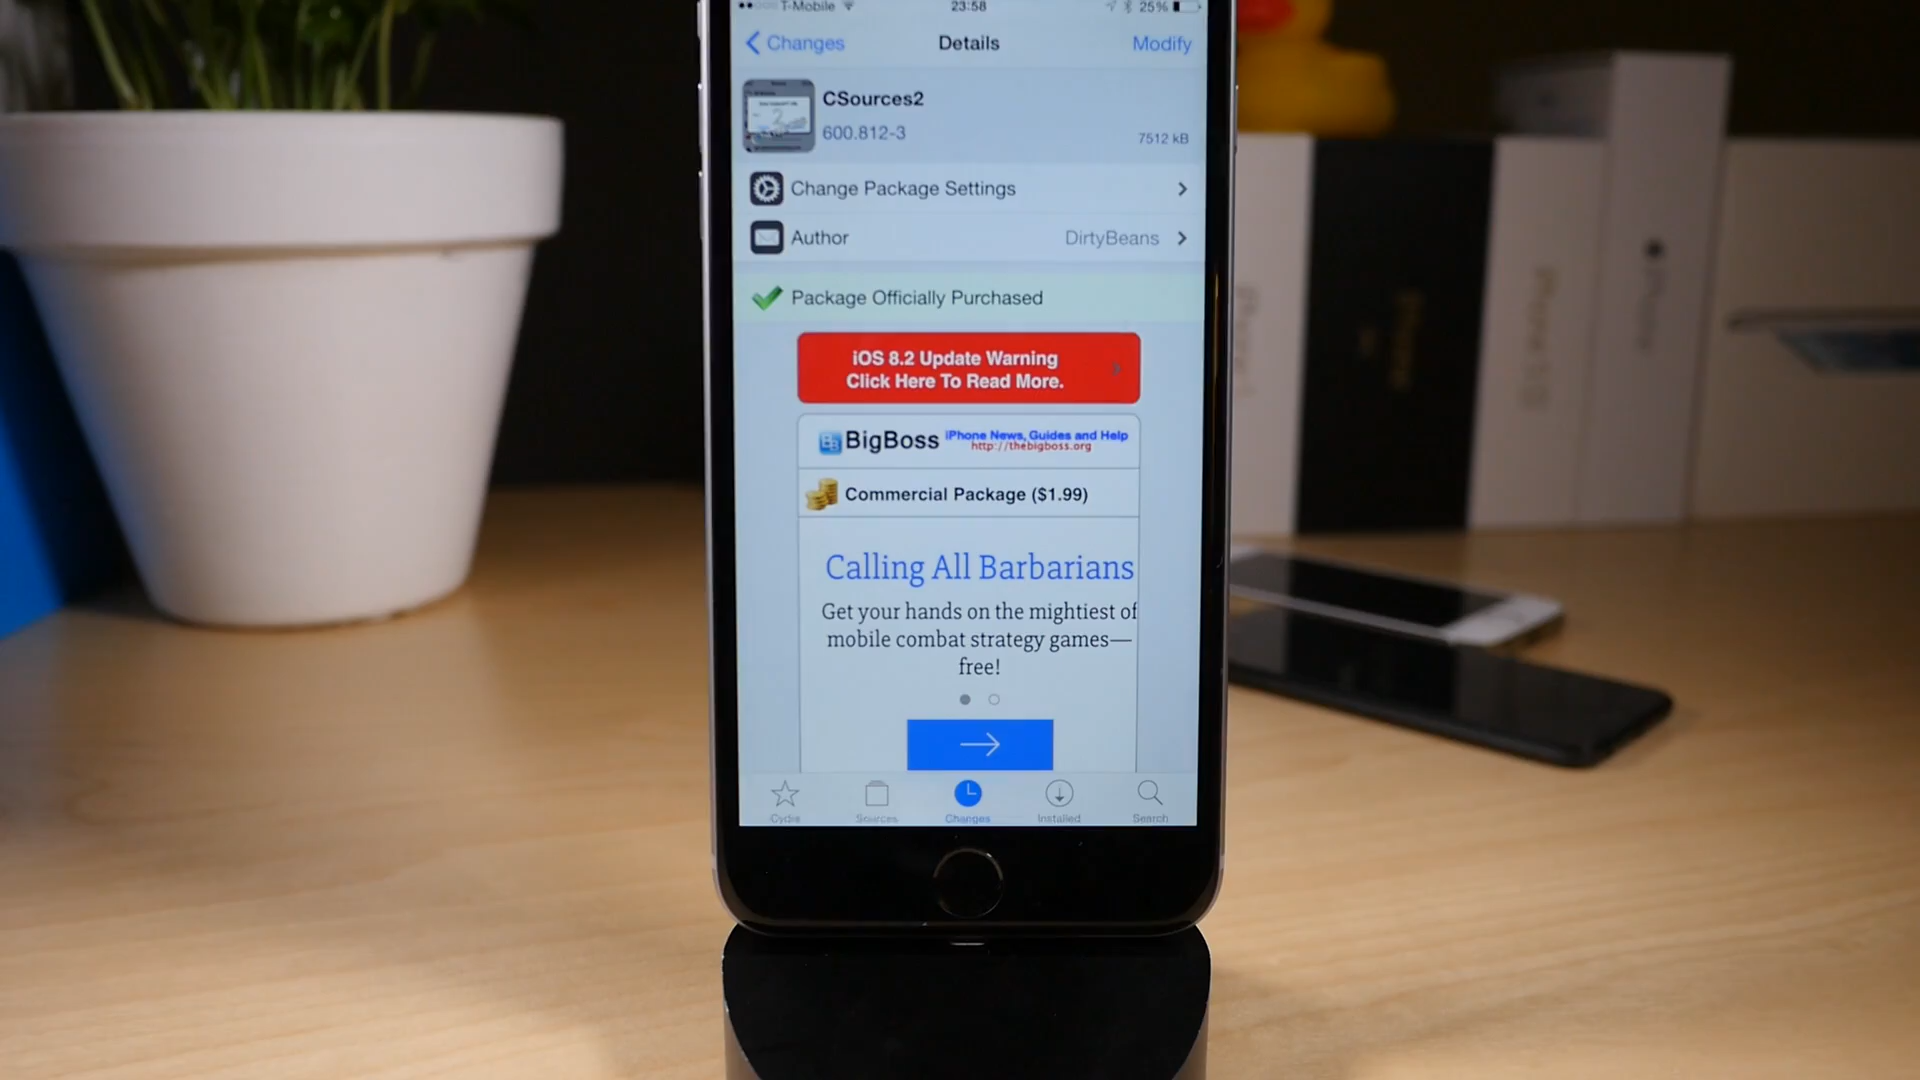 T-Mobile 23:58 25%
Changes Details Modify
CSources2
600.812-3 7512 kB
Change Package Settings
Author DirtyBeans
Package Officially Purchased
iOS 8.2 Update Warning
Click Here To Read More.
BigBoss iPhone News, Guides and Help
http://thebigboss.org
Commercial Package ($1.99)
Calling All Barbarians
Get your hands on the mightiest of
mobile combat strategy games—
free!
Cydia Sources Changes Installed Search